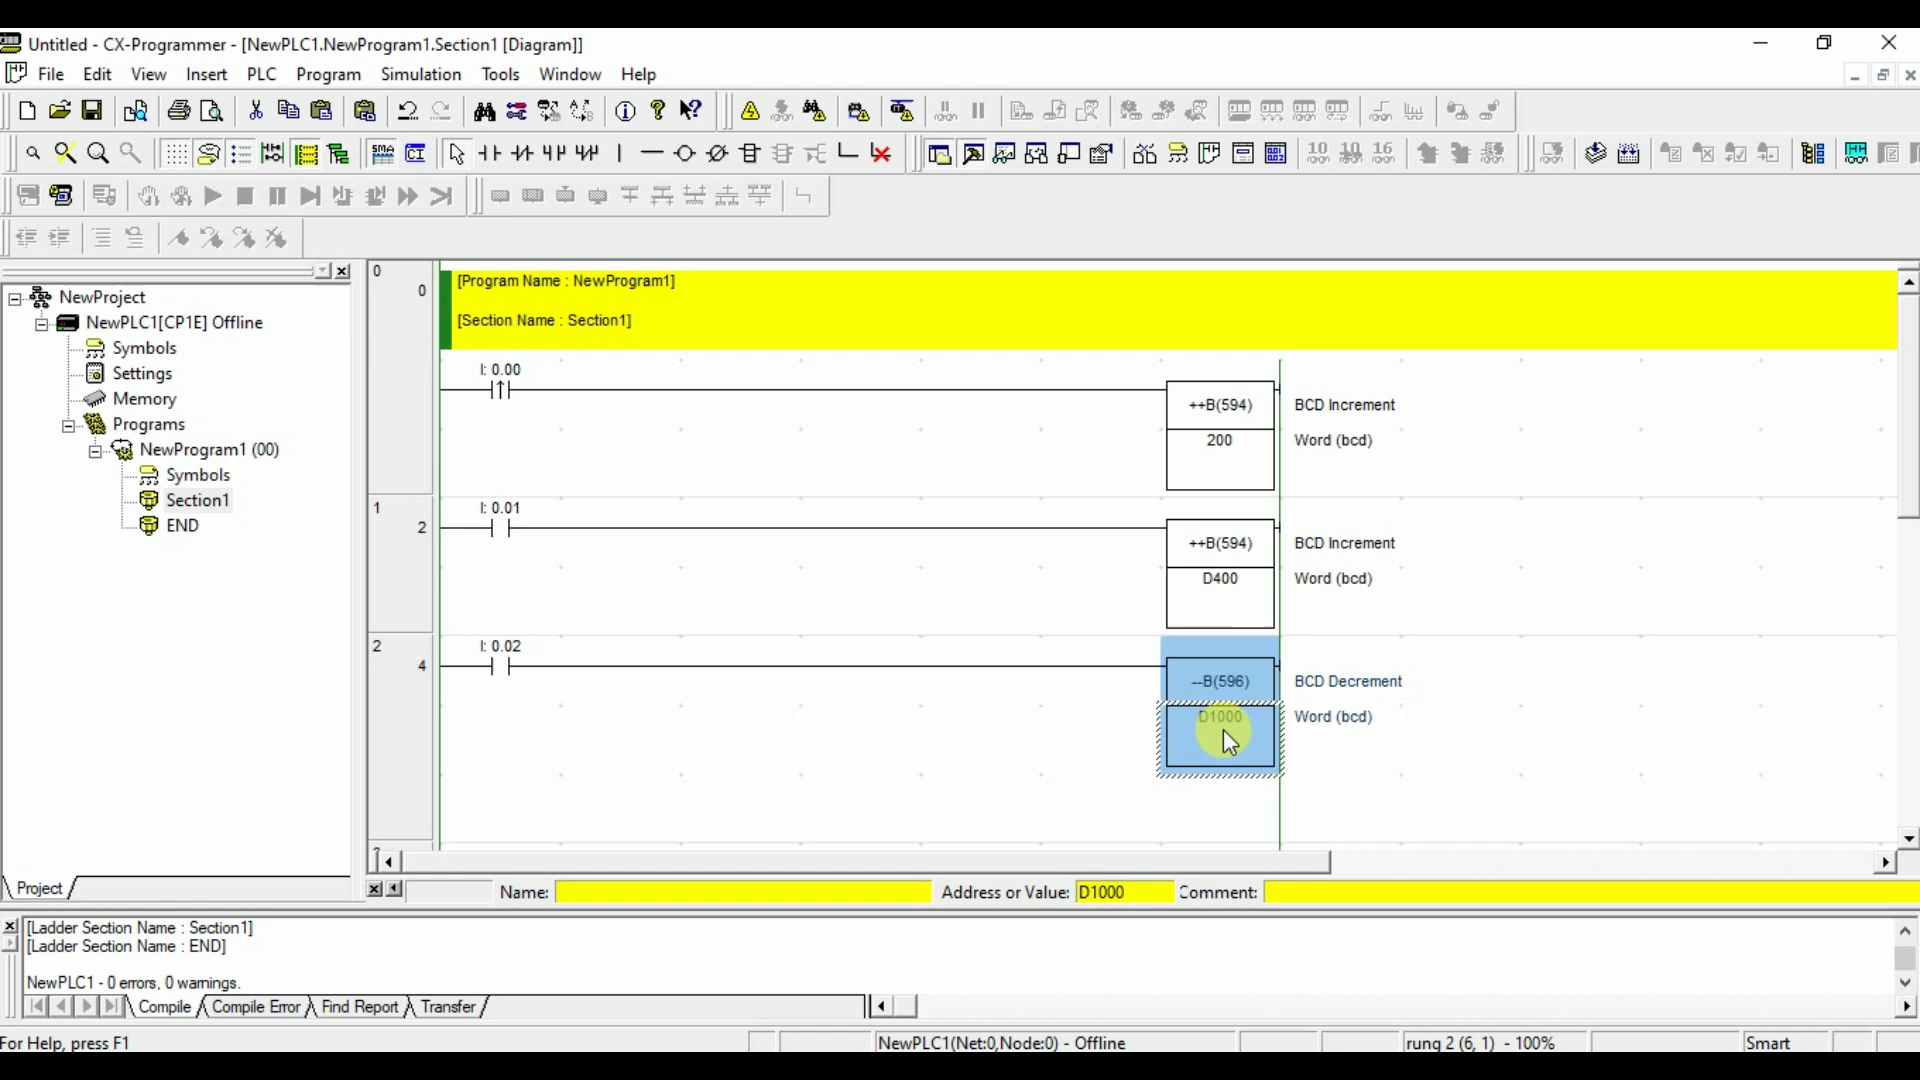 Untitled - CX-Programmer - [NewPLC1.NewProgram1.Section1 [Diagram]]
File Edit View Insert PLC Program Simulation Tools Window Help
SMA CI 10 16
NewProject
NewPLC1[CP1E] Offline
Symbols
Settings
Memory
Programs
NewProgram1 (00)
Symbols
Section1
END
Project
0
0
[Program Name : NewProgram1]
[Section Name : Section1]
I: 0.00
++B(594)
BCD Increment
200
Word (bcd)
1
2
I: 0.01
++B(594)
BCD Increment
D400
Word (bcd)
2
4
I: 0.02
--B(596)
BCD Decrement
D1000
Word (bcd)
Name: Address or Value: D1000 Comment:
[Ladder Section Name : Section1]
[Ladder Section Name : END]
NewPLC1 - 0 errors, 0 warnings.
Compile Compile Error Find Report Transfer
For Help, press F1 NewPLC1(Net:0,Node:0) - Offline rung 2 (6, 1) - 100% Smart